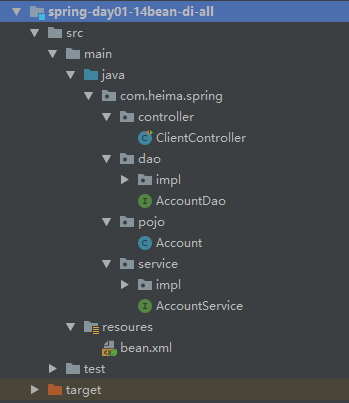 spring-day01-14bean-di-all
src
main
java
com.heima.spring
controller
ClientController
dao
impl
AccountDao
pojo
Account
service
impl
AccountService
resoures
bean.xml
test
target